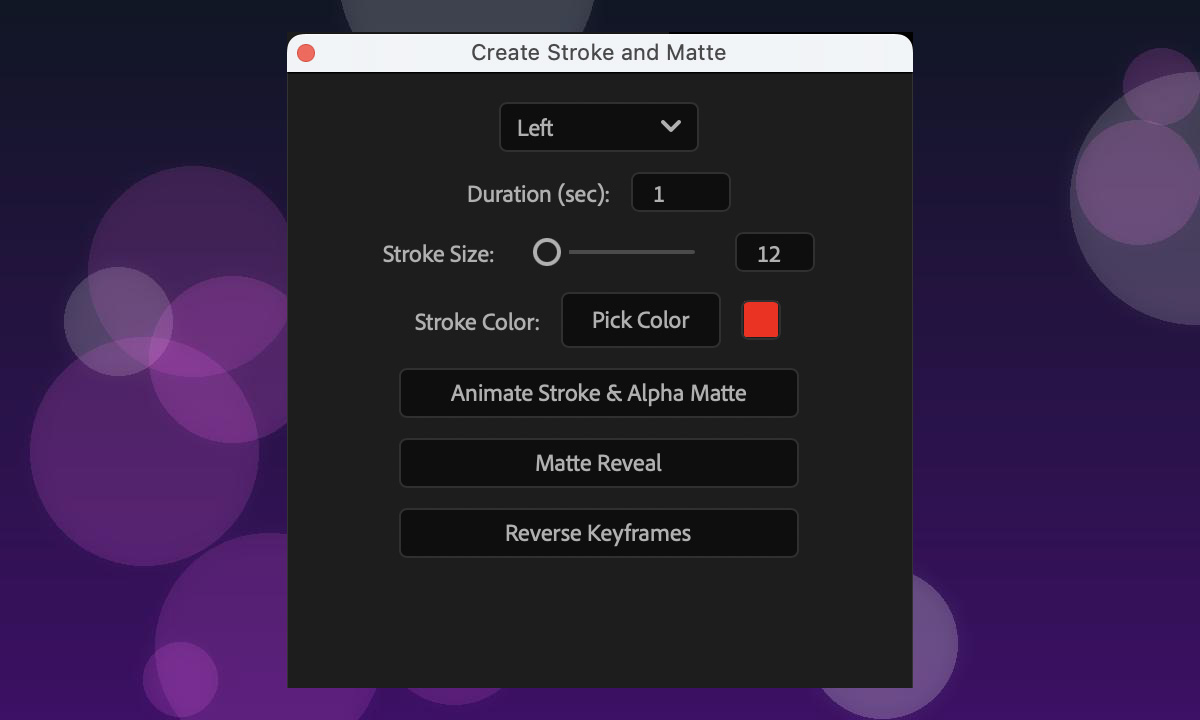 Create Stroke and Matte
Left
Duration (sec): 1
Stroke Size: 12
Stroke Color: Pick Color
Animate Stroke & Alpha Matte
Matte Reveal
Reverse Keyframes